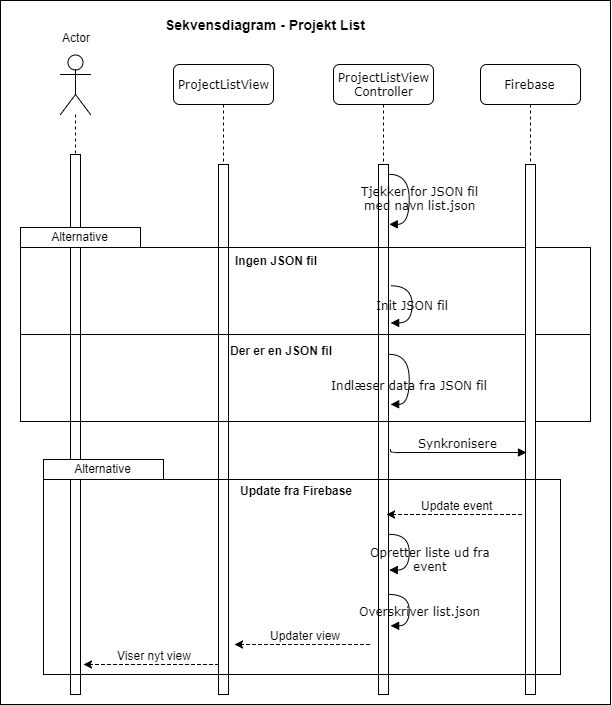 Sekvensdiagram - Projekt List
Actor
ProjectListView
ProjectListView
Controller
Firebase
Tjekker for JSON fil
med navn list.json
Alternative
Ingen JSON fil
Init JSON fil
Der er en JSON fil
Indlæser data fra JSON fil
Synkronisere
Alternative
Update fra Firebase
Update event
Opretter liste ud fra
event
Overskriver list.json
Updater view
Viser nyt view